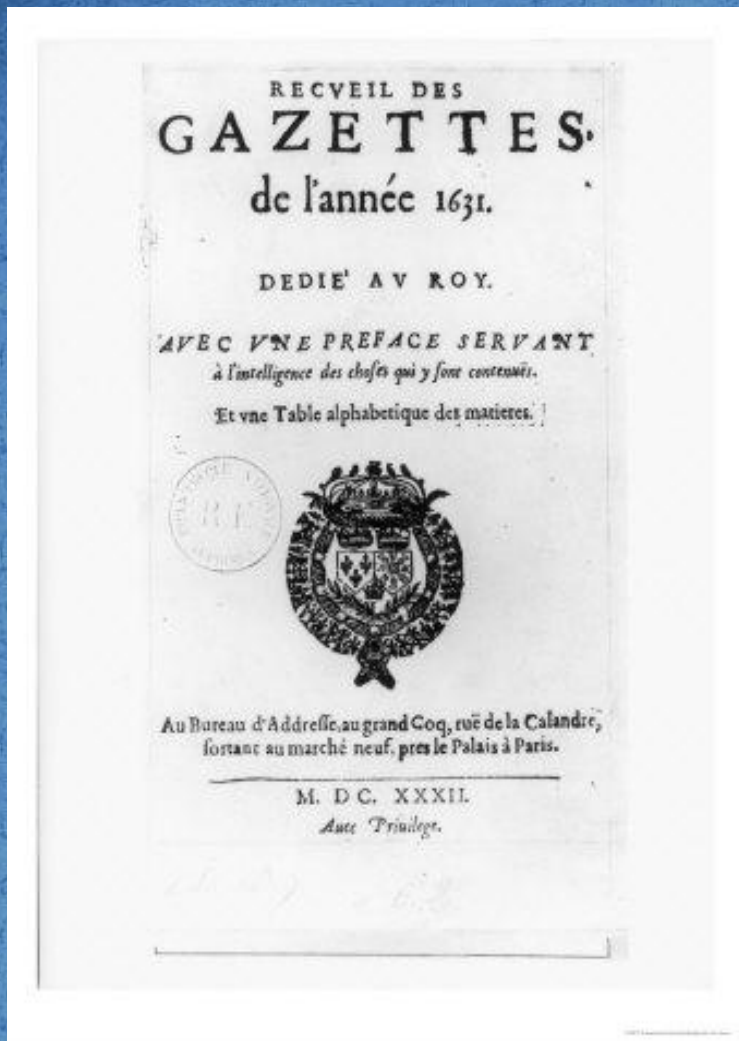 RECVEIL DES
GAZETTES.
de l'année 1631.
DEDIE' AV ROY.
AVEC VNE PREFACE SERVANT
à l'intelligence des choſes qui y ſont contenuës.
Et vne Table alphabetique des matieres.
R F
Au Bureau d'Addreſſe, au grand Coq, ruë de la Calandre,
ſortant au marché neuf, pres le Palais à Paris.
M. DC. XXXII.
Auec Priuilege.